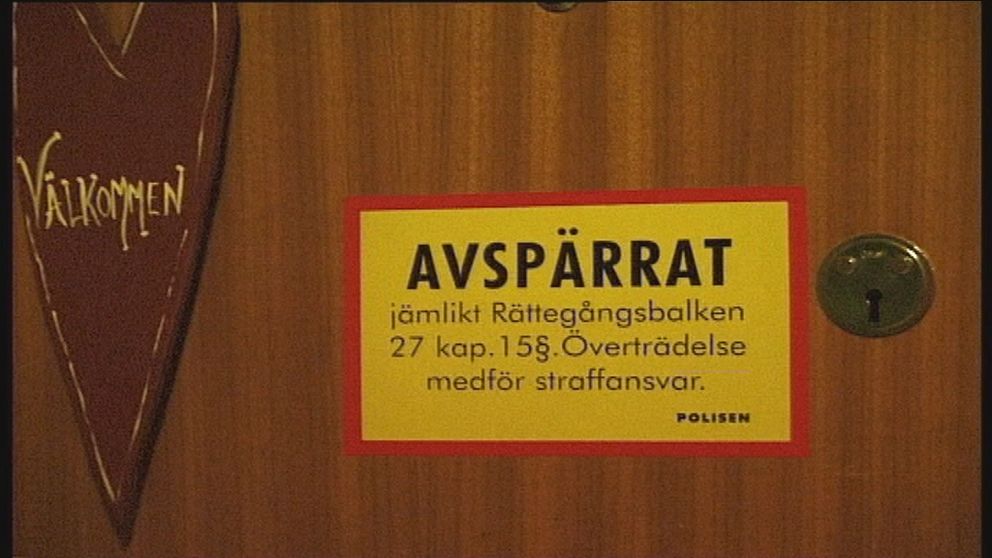 VÄLKOMMEN
AVSPÄRRAT
jämlikt Rättegångsbalken
27 kap.15§.Överträdelse
medför straffansvar.
POLISEN